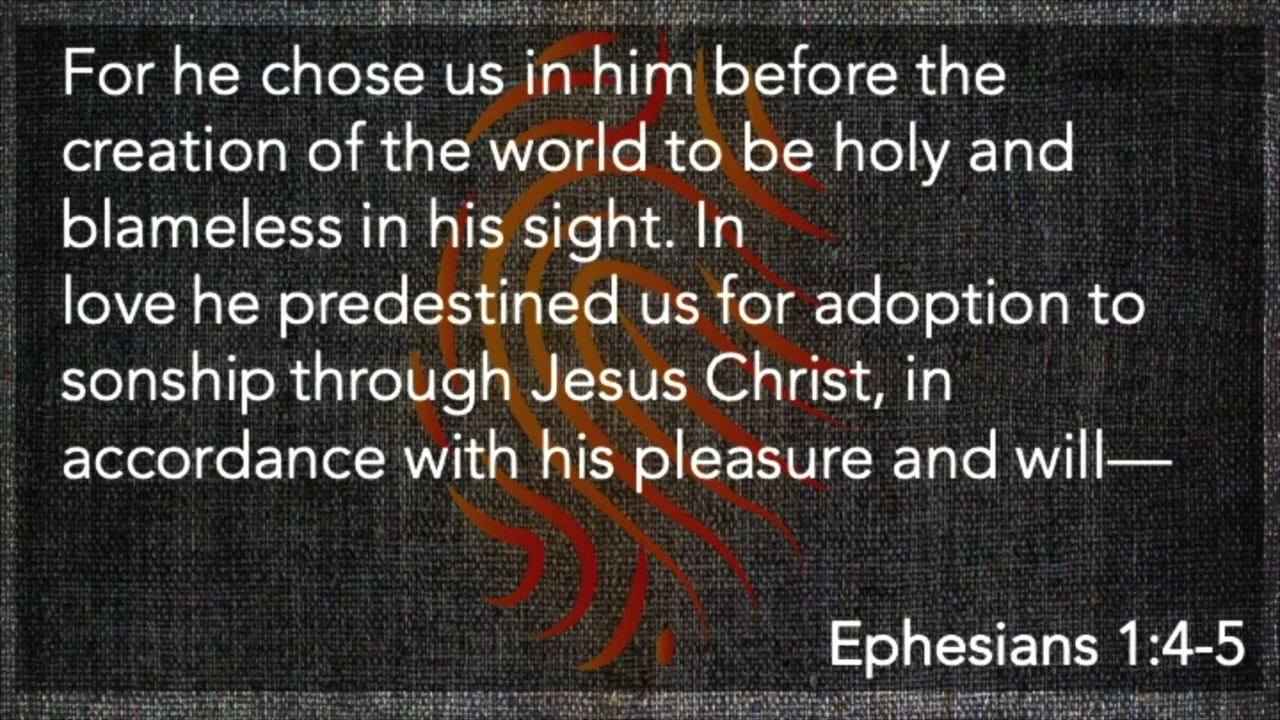 For he chose us in him before the
creation of the world to be holy and
blameless in his sight. In
love he predestined us for adoption to
sonship through Jesus Christ, in
accordance with his pleasure and will—
Ephesians 1:4-5